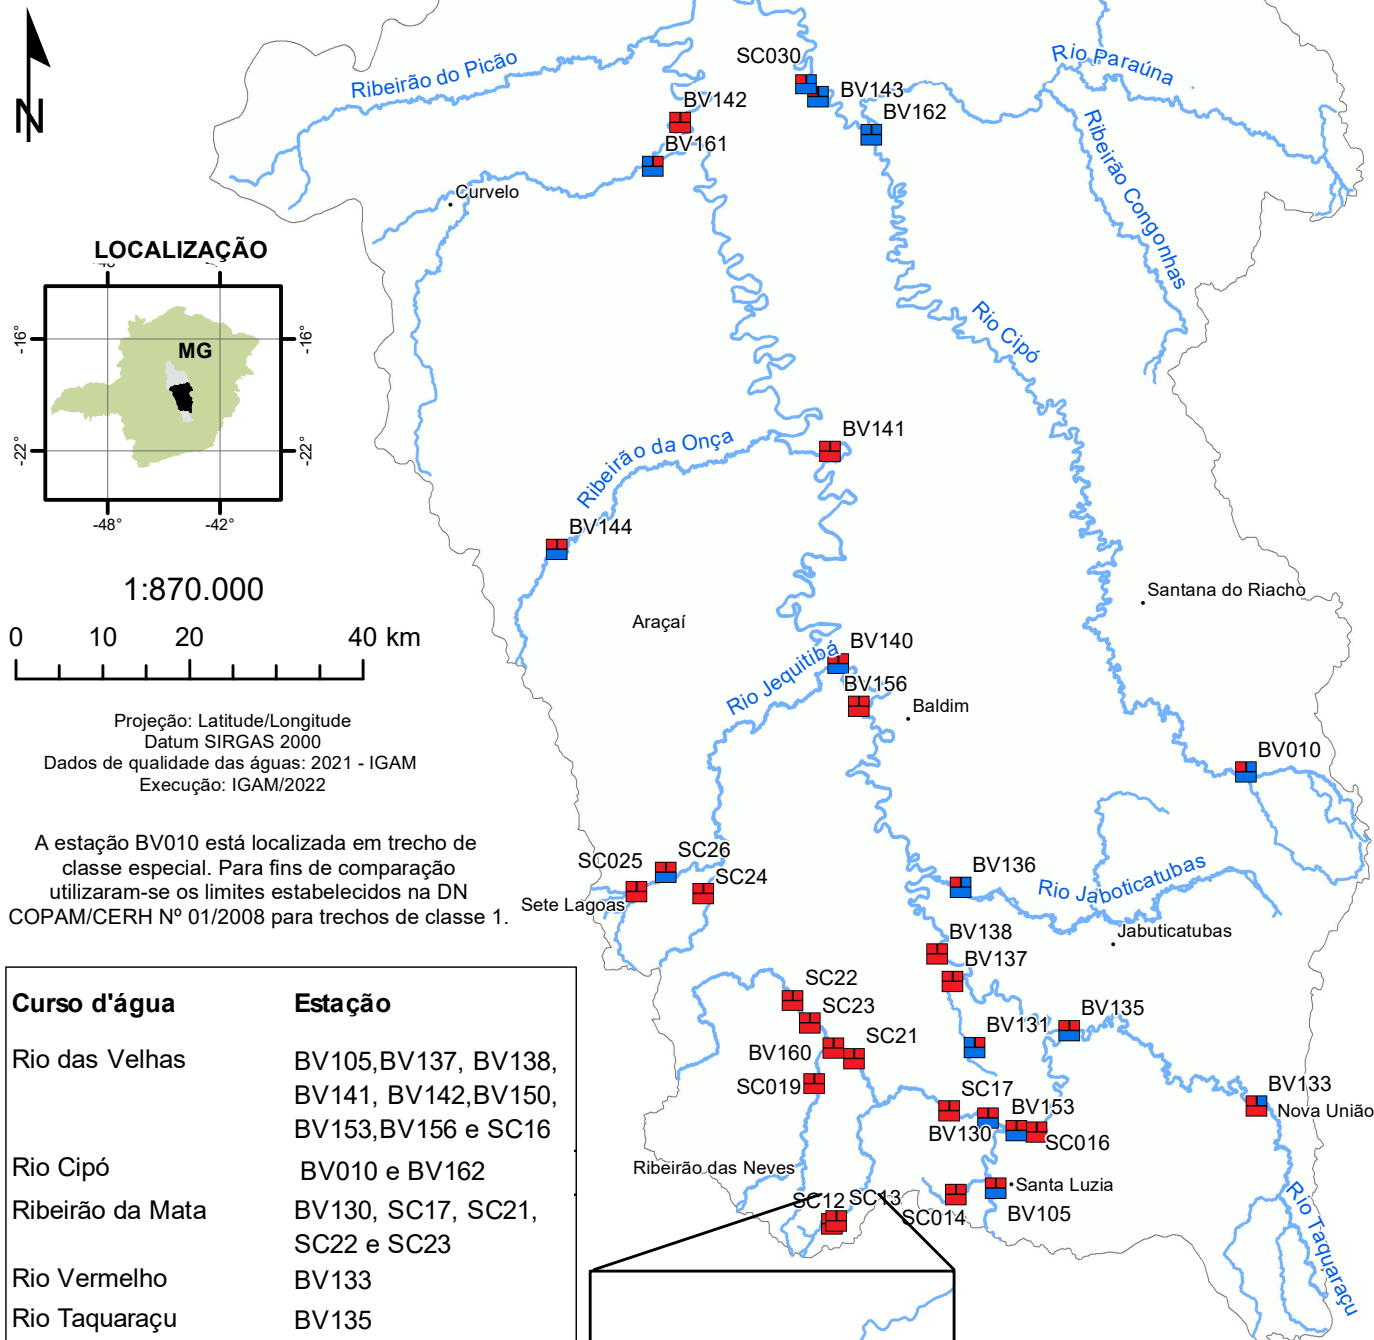 N
Ribeirão do Picão
SC030
BV143
BV162
Rio Paraúna
Ribeirão Congonhas
BV142
BV161
Curvelo
LOCALIZAÇÃO
-48° -42°
-16° -16°
MG
-22° -22°
-48° -42°
Rio Cipó
BV141
Ribeirão da Onça
BV144
1:870.000
0 10 20 40 km
Araçaí
Santana do Riacho
BV140
Rio Jequitibá
BV156
Baldim
BV010
Projeção: Latitude/Longitude
Datum SIRGAS 2000
Dados de qualidade das águas: 2021 - IGAM
Execução: IGAM/2022
A estação BV010 está localizada em trecho de
classe especial. Para fins de comparação
utilizaram-se os limites estabelecidos na DN
COPAM/CERH Nº 01/2008 para trechos de classe 1.
SC025
SC26
SC24
Sete Lagoas
BV136
Rio Jaboticatubas
Jabuticatubas
BV138
BV137
SC22
SC23
SC21
BV160
SC019
BV131
BV135
SC17
BV153
BV130
SC016
BV133
Nova União
Ribeirão das Neves
SC12
SC13
SC014
Santa Luzia
BV105
Rio Taquaraçu
Curso d'água Estação
Rio das Velhas BV105,BV137, BV138,
BV141, BV142,BV150,
BV153,BV156 e SC16
Rio Cipó BV010 e BV162
Ribeirão da Mata BV130, SC17, SC21,
SC22 e SC23
Rio Vermelho BV133
Rio Taquaraçu BV135